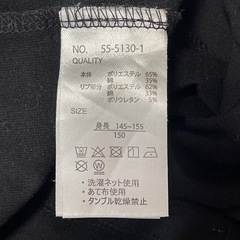 NO. 55-5130-1
QUALITY
本体 ポリエステル 65%
綿 35%
リブ部分 ポリエステル 62%
綿 33%
ポリウレタン 5%
SIZE
身長 145~155
150
・洗濯ネット使用
・あて布使用
・タンブル乾燥禁止